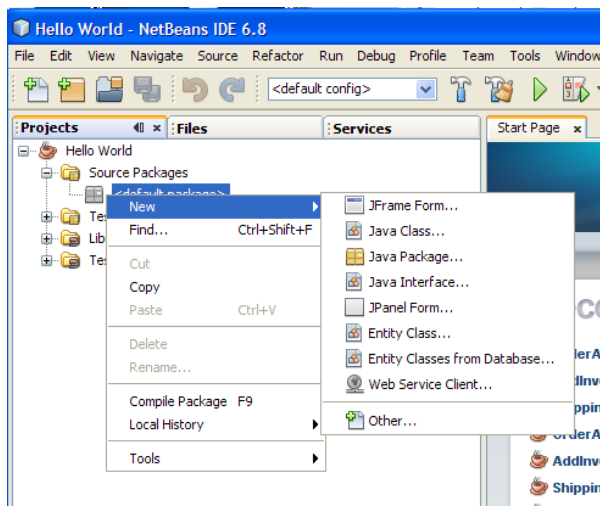 Hello World - NetBeans IDE 6.8
File Edit View Navigate Source Refactor Run Debug Profile Team Tools Window
<default config>
Projects Files Services Start Page
Hello World
Source Packages
<default package>
New
Find... Ctrl+Shift+F
Cut
Copy
Paste Ctrl+V
Delete
Rename...
Compile Package F9
Local History
Tools
JFrame Form...
Java Class...
Java Package...
Java Interface...
JPanel Form...
Entity Class...
Entity Classes from Database...
Web Service Client...
Other...
AddInv
Shippin